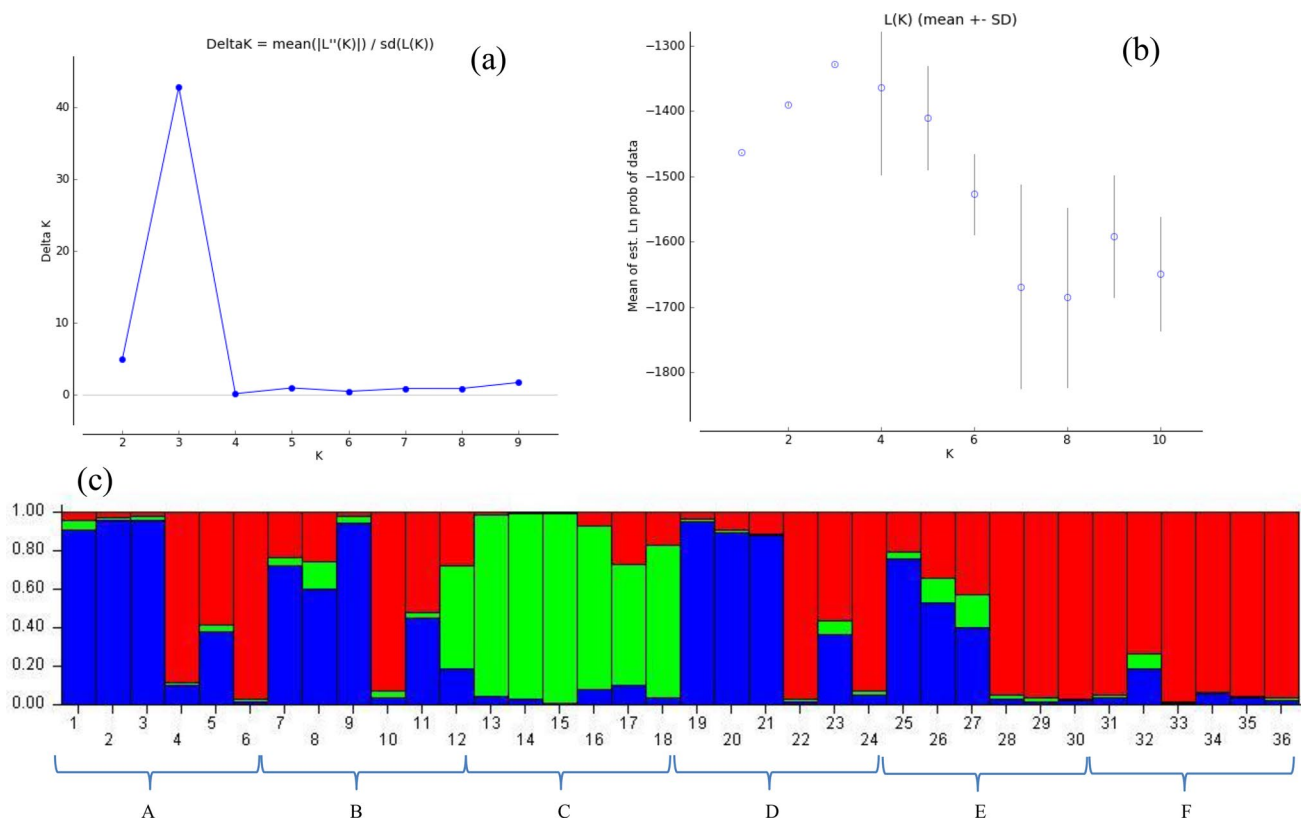 DeltaK = mean(|L''(K)|) / sd(L(K))
(a)
40
30
20
10
0
Delta K
2 3 4 5 6 7 8 9
K
L(K) (mean +- SD)
(b)
−1300
−1400
−1500
−1600
−1700
−1800
Mean of est. Ln prob of data
2 4 6 8 10
K
(c)
1.00
0.80
0.60
0.40
0.20
0.00
1 3 5 7 9 11 13 15 17 19 21 23 25 27 29 31 33 35
2 4 6 8 10 12 14 16 18 20 22 24 26 28 30 32 34 36
A B C D E F